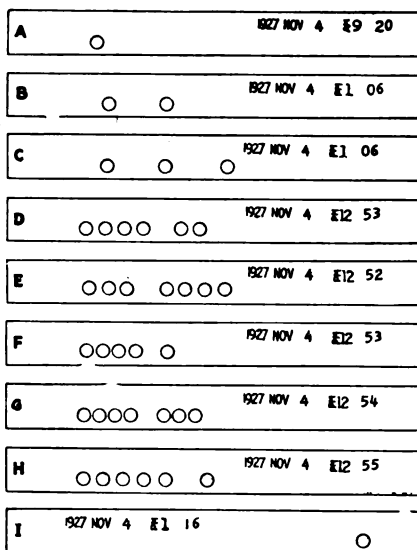 A 1927 NOV 4 E9 20
B 1927 NOV 4 E1 06
C 1927 NOV 4 E1 06
D 1927 NOV 4 E12 53
E 1927 NOV 4 E12 52
F 1927 NOV 4 E12 53
G 1927 NOV 4 E12 54
H 1927 NOV 4 E12 55
I 1927 NOV 4 E1 16